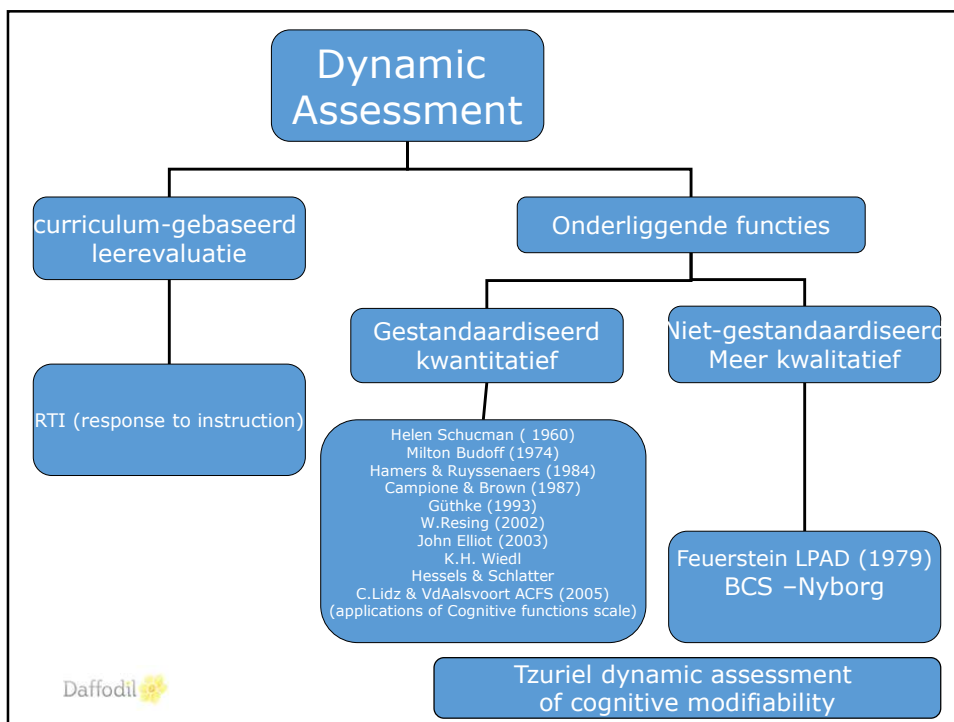 Dynamic
Assessment
curriculum-gebaseerd
leerevaluatie
Onderliggende functies
Gestandaardiseerd
kwantitatief
Niet-gestandaardiseerd
Meer kwalitatief
RTI (response to instruction)
Helen Schucman ( 1960)
Milton Budoff (1974)
Hamers & Ruyssenaers (1984)
Campione & Brown (1987)
Güthke (1993)
W.Resing (2002)
John Elliot (2003)
K.H. Wiedl
Hessels & Schlatter
C.Lidz & VdAalsvoort ACFS (2005)
(applications of Cognitive functions scale)
Feuerstein LPAD (1979)
BCS –Nyborg
Tzuriel dynamic assessment
of cognitive modifiability
Daffodil